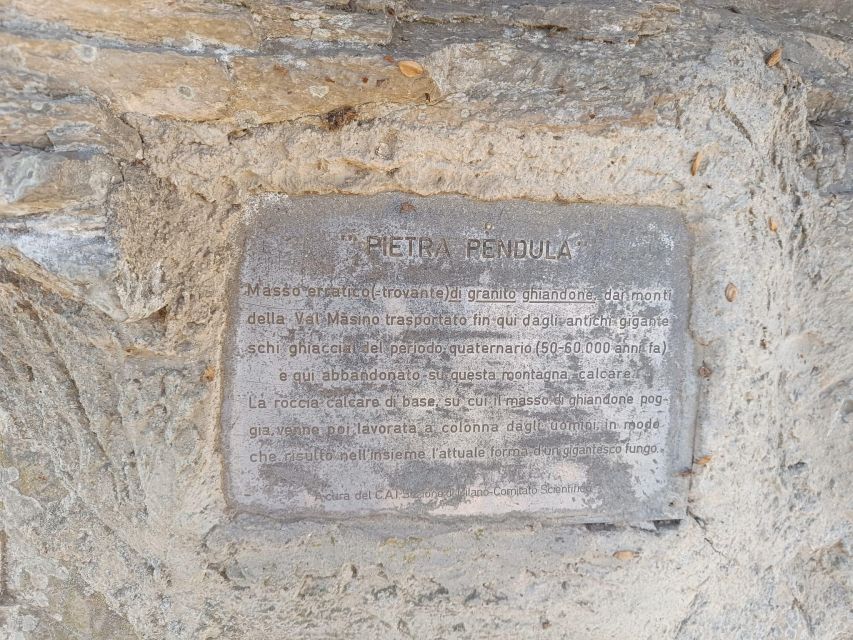 "PIETRA PENDULA"
Masso erratico(-trovante)di granito ghiandone, dai monti
della Val Masino trasportato fin qui dagli antichi gigante
schi ghiacciai del periodo quaternario (50-60.000 anni fa)
e qui abbandonato su questa montagna calcare.
La roccia calcare di base, su cui il masso di ghiandone pog-
gia, venne poi lavorata a colonna dagli uomini, in modo
che risultò nell'insieme l'attuale forma d'un gigantesco fungo.
A cura del C.A.I Sezione di Milano-Comitato Scientifico